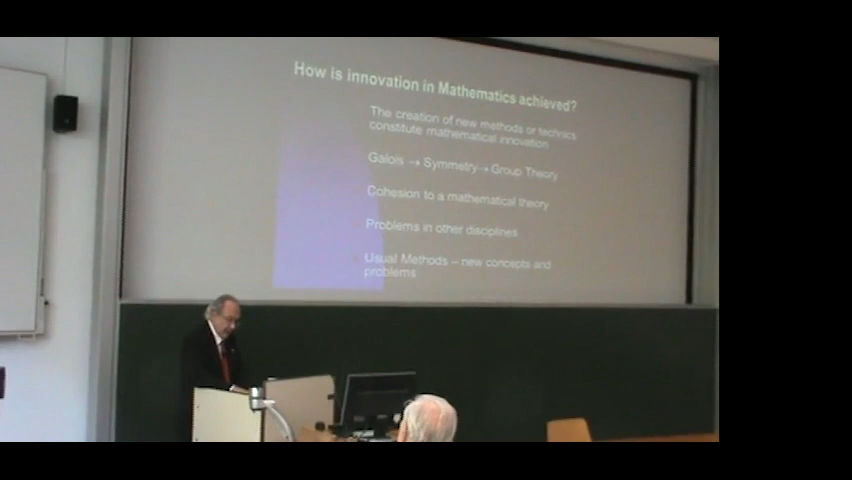 How is innovation in Mathematics achieved?
The creation of new methods or technics
constitute mathematical innovation
Galois → Symmetry→ Group Theory
Cohesion to a mathematical theory
Problems in other disciplines
Usual Methods – new concepts and
problems